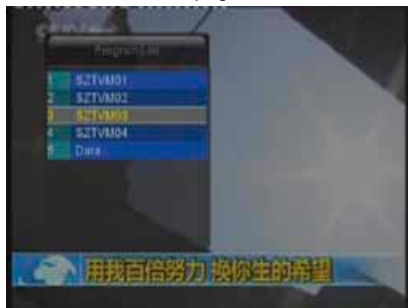 Program List
1 SZTVM01
2 SZTVM02
3 SZTVM03
4 SZTVM04
5 Data
用我百倍努力 换你生的希望